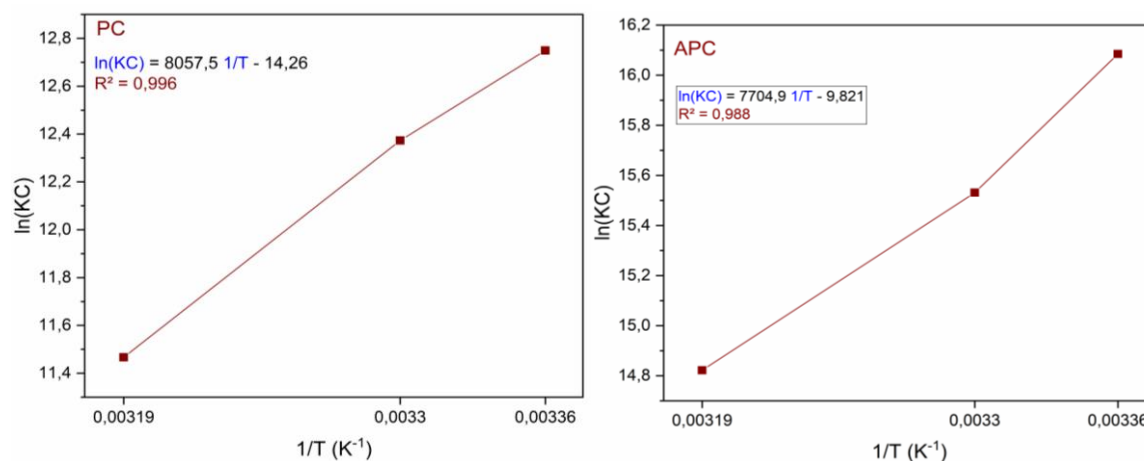 PC
ln(KC) = 8057,5 1/T - 14,26
R² = 0,996
12,8
12,6
12,4
12,2
12,0
11,8
11,6
11,4
ln(KC)
0,00319
0,0033
0,00336
1/T (K⁻¹)
APC
ln(KC) = 7704,9 1/T - 9,821
R² = 0,988
16,2
16,0
15,8
15,6
15,4
15,2
15,0
14,8
ln(KC)
0,00319
0,0033
0,00336
1/T (K⁻¹)